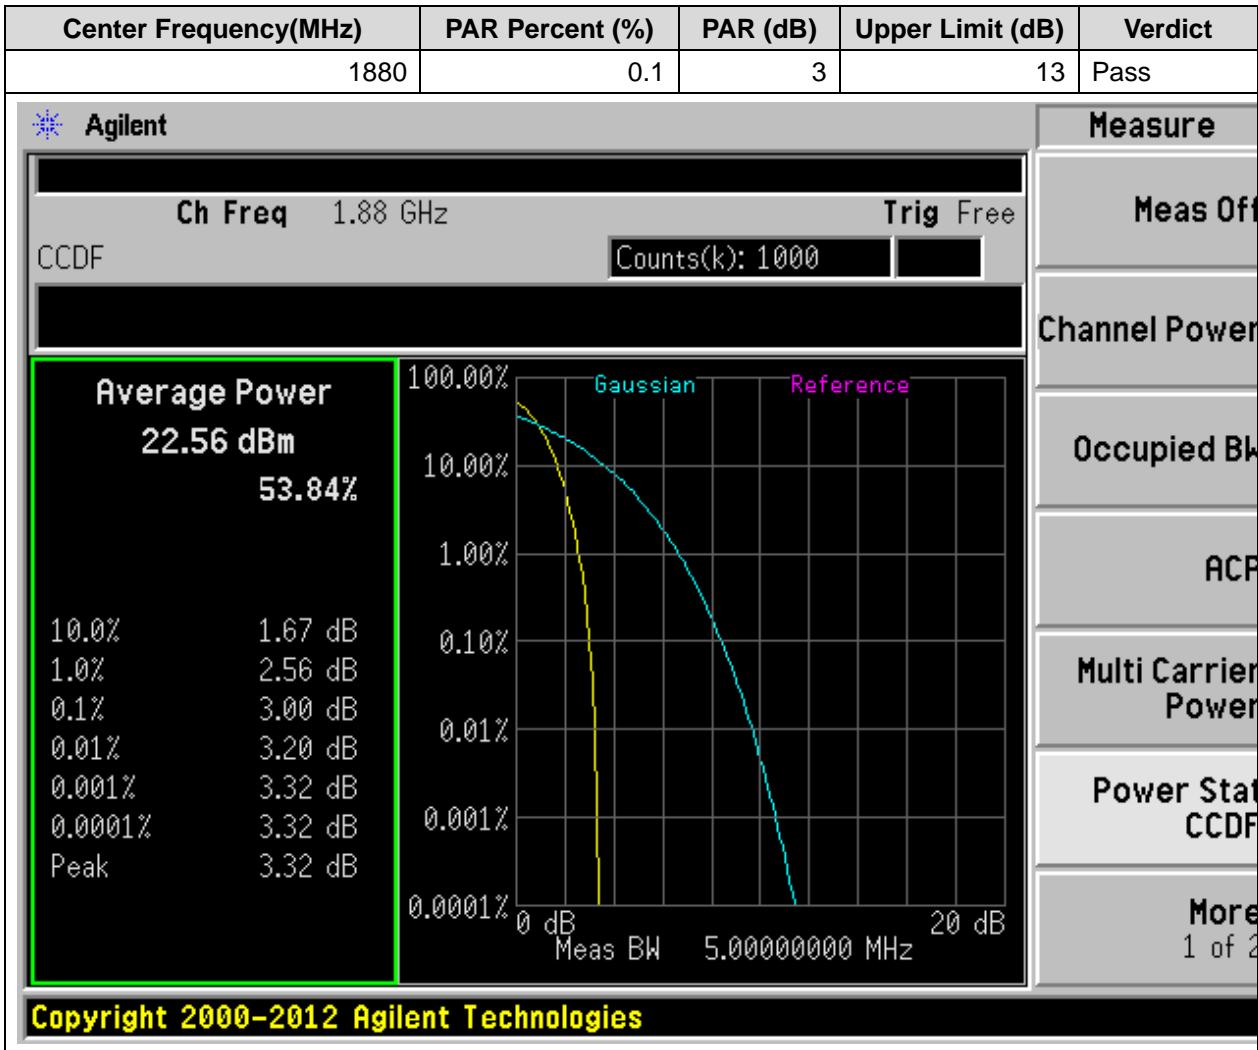 Center Frequency(MHz) PAR Percent (%) PAR (dB) Upper Limit (dB) Verdict
1880 0.1 3 13 Pass
Agilent
Measure
Ch Freq 1.88 GHz Trig Free
CCDF Counts(k): 1000
Meas Off
Channel Power
Occupied BW
ACP
Multi Carrier
Power
Power Stat
CCDF
More
1 of 2
Average Power
22.56 dBm
53.84%
10.0% 1.67 dB
1.0% 2.56 dB
0.1% 3.00 dB
0.01% 3.20 dB
0.001% 3.32 dB
0.0001% 3.32 dB
Peak 3.32 dB
Gaussian Reference
100.00%
10.00%
1.00%
0.10%
0.01%
0.001%
0.0001%
0 dB 20 dB
Meas BW 5.00000000 MHz
Copyright 2000-2012 Agilent Technologies